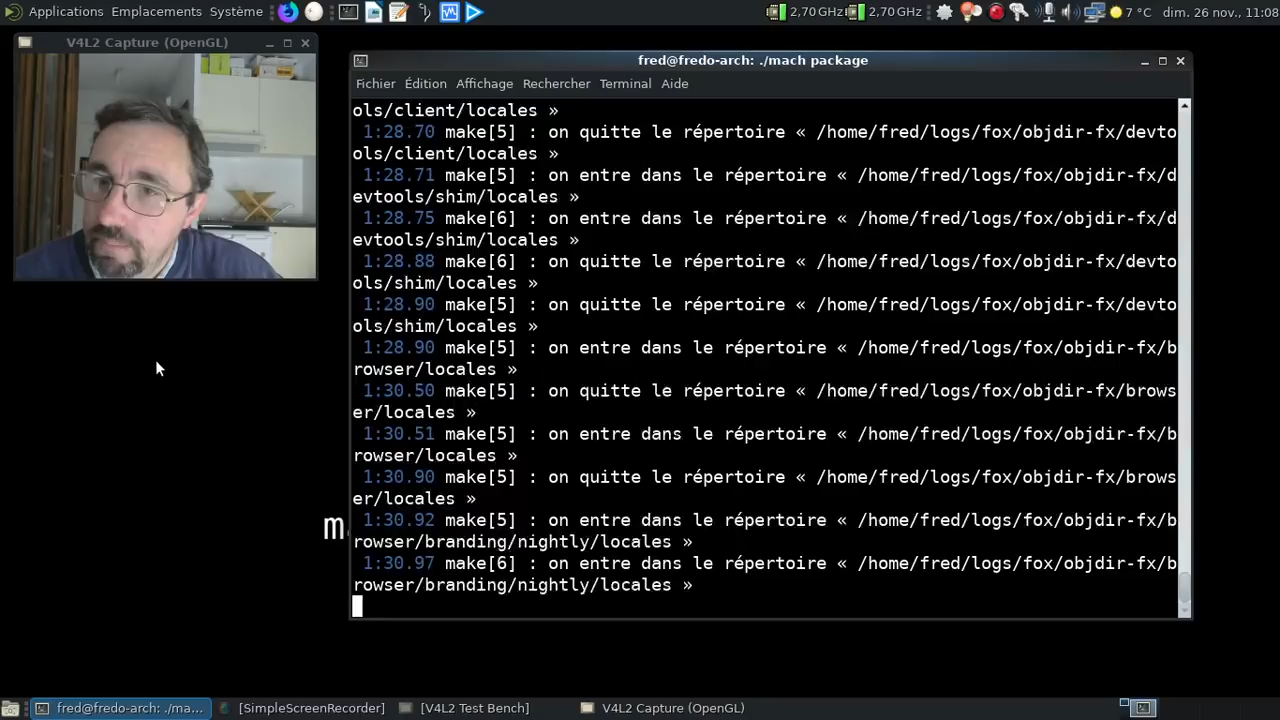 Applications Emplacements Système 2,70 GHz 2,70 GHz 7 °C dim. 26 nov., 11:08
V4L2 Capture (OpenGL)
fred@fredo-arch: ./mach package
Fichier Édition Affichage Rechercher Terminal Aide
ols/client/locales »
1:28.70 make[5] : on quitte le répertoire « /home/fred/logs/fox/objdir-fx/devto
ols/client/locales »
1:28.71 make[5] : on entre dans le répertoire « /home/fred/logs/fox/objdir-fx/d
evtools/shim/locales »
1:28.75 make[6] : on entre dans le répertoire « /home/fred/logs/fox/objdir-fx/d
evtools/shim/locales »
1:28.88 make[6] : on quitte le répertoire « /home/fred/logs/fox/objdir-fx/devto
ols/shim/locales »
1:28.90 make[5] : on quitte le répertoire « /home/fred/logs/fox/objdir-fx/devto
ols/shim/locales »
1:28.90 make[5] : on entre dans le répertoire « /home/fred/logs/fox/objdir-fx/b
rowser/locales »
1:30.50 make[5] : on quitte le répertoire « /home/fred/logs/fox/objdir-fx/brows
er/locales »
1:30.51 make[5] : on entre dans le répertoire « /home/fred/logs/fox/objdir-fx/b
rowser/locales »
1:30.90 make[5] : on quitte le répertoire « /home/fred/logs/fox/objdir-fx/brows
er/locales »
1:30.92 make[5] : on entre dans le répertoire « /home/fred/logs/fox/objdir-fx/b
rowser/branding/nightly/locales »
1:30.97 make[6] : on entre dans le répertoire « /home/fred/logs/fox/objdir-fx/b
rowser/branding/nightly/locales »
m
fred@fredo-arch: ./ma... [SimpleScreenRecorder] [V4L2 Test Bench] V4L2 Capture (OpenGL)